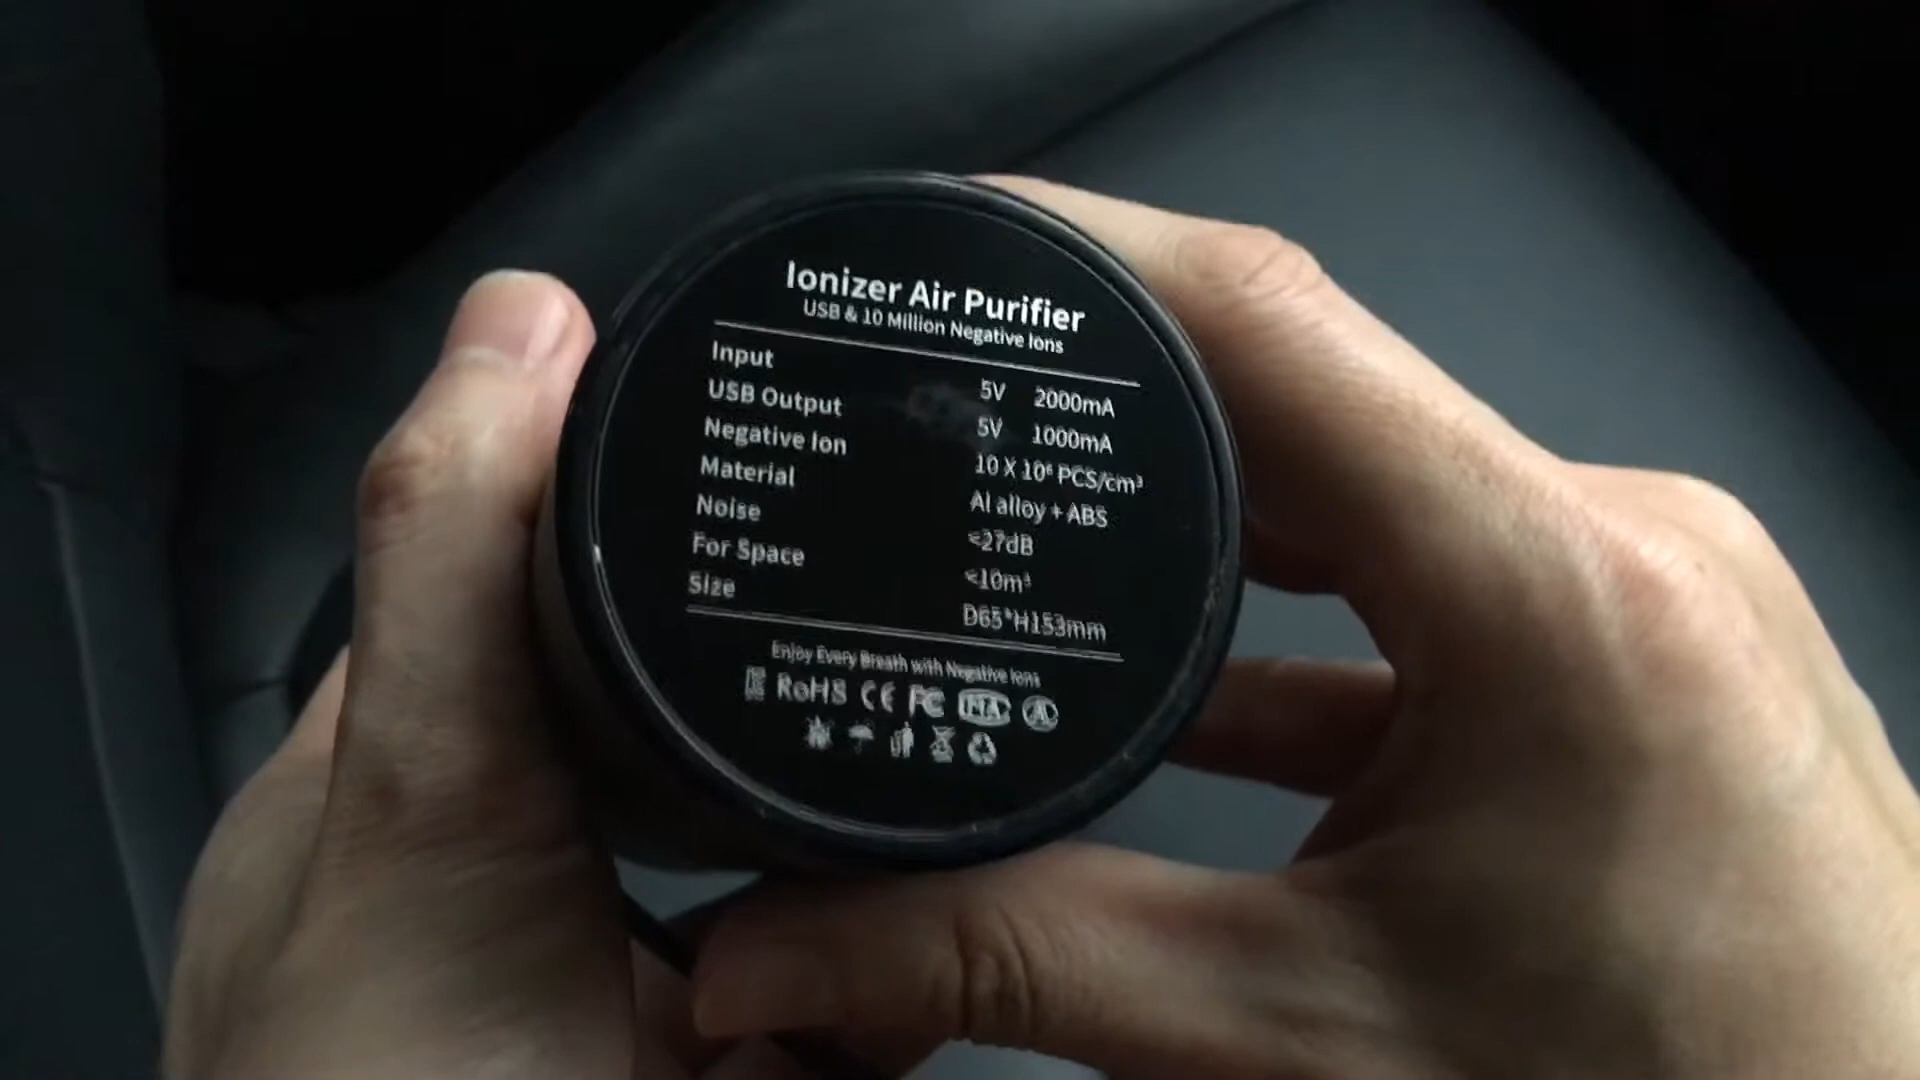 Ionizer Air Purifier
USB & 10 Million Negative Ions
Input 5V 2000mA
USB Output 5V 1000mA
Negative Ion 10 X 10⁶ PCS/cm³
Material Al alloy + ABS
Noise <27dB
For Space <10m³
Size D65*H153mm
Enjoy Every Breath with Negative Ions
RoHS CE FC